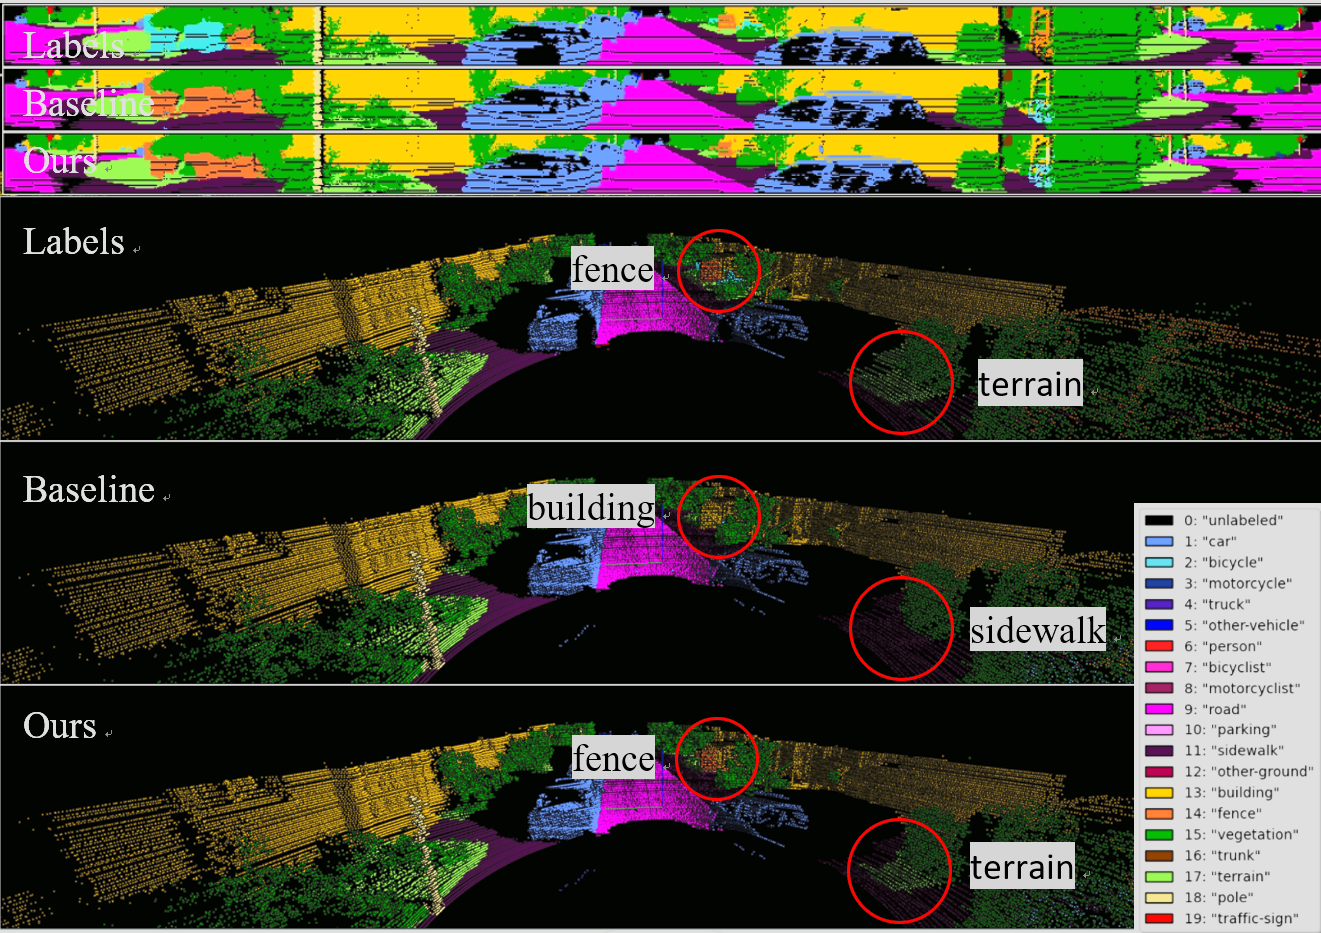 Labels
Baseline
Ours
Labels
fence
terrain
Baseline
building
sidewalk
Ours
fence
terrain
0: "unlabeled"
1: "car"
2: "bicycle"
3: "motorcycle"
4: "truck"
5: "other-vehicle"
6: "person"
7: "bicyclist"
8: "motorcyclist"
9: "road"
10: "parking"
11: "sidewalk"
12: "other-ground"
13: "building"
14: "fence"
15: "vegetation"
16: "trunk"
17: "terrain"
18: "pole"
19: "traffic-sign"